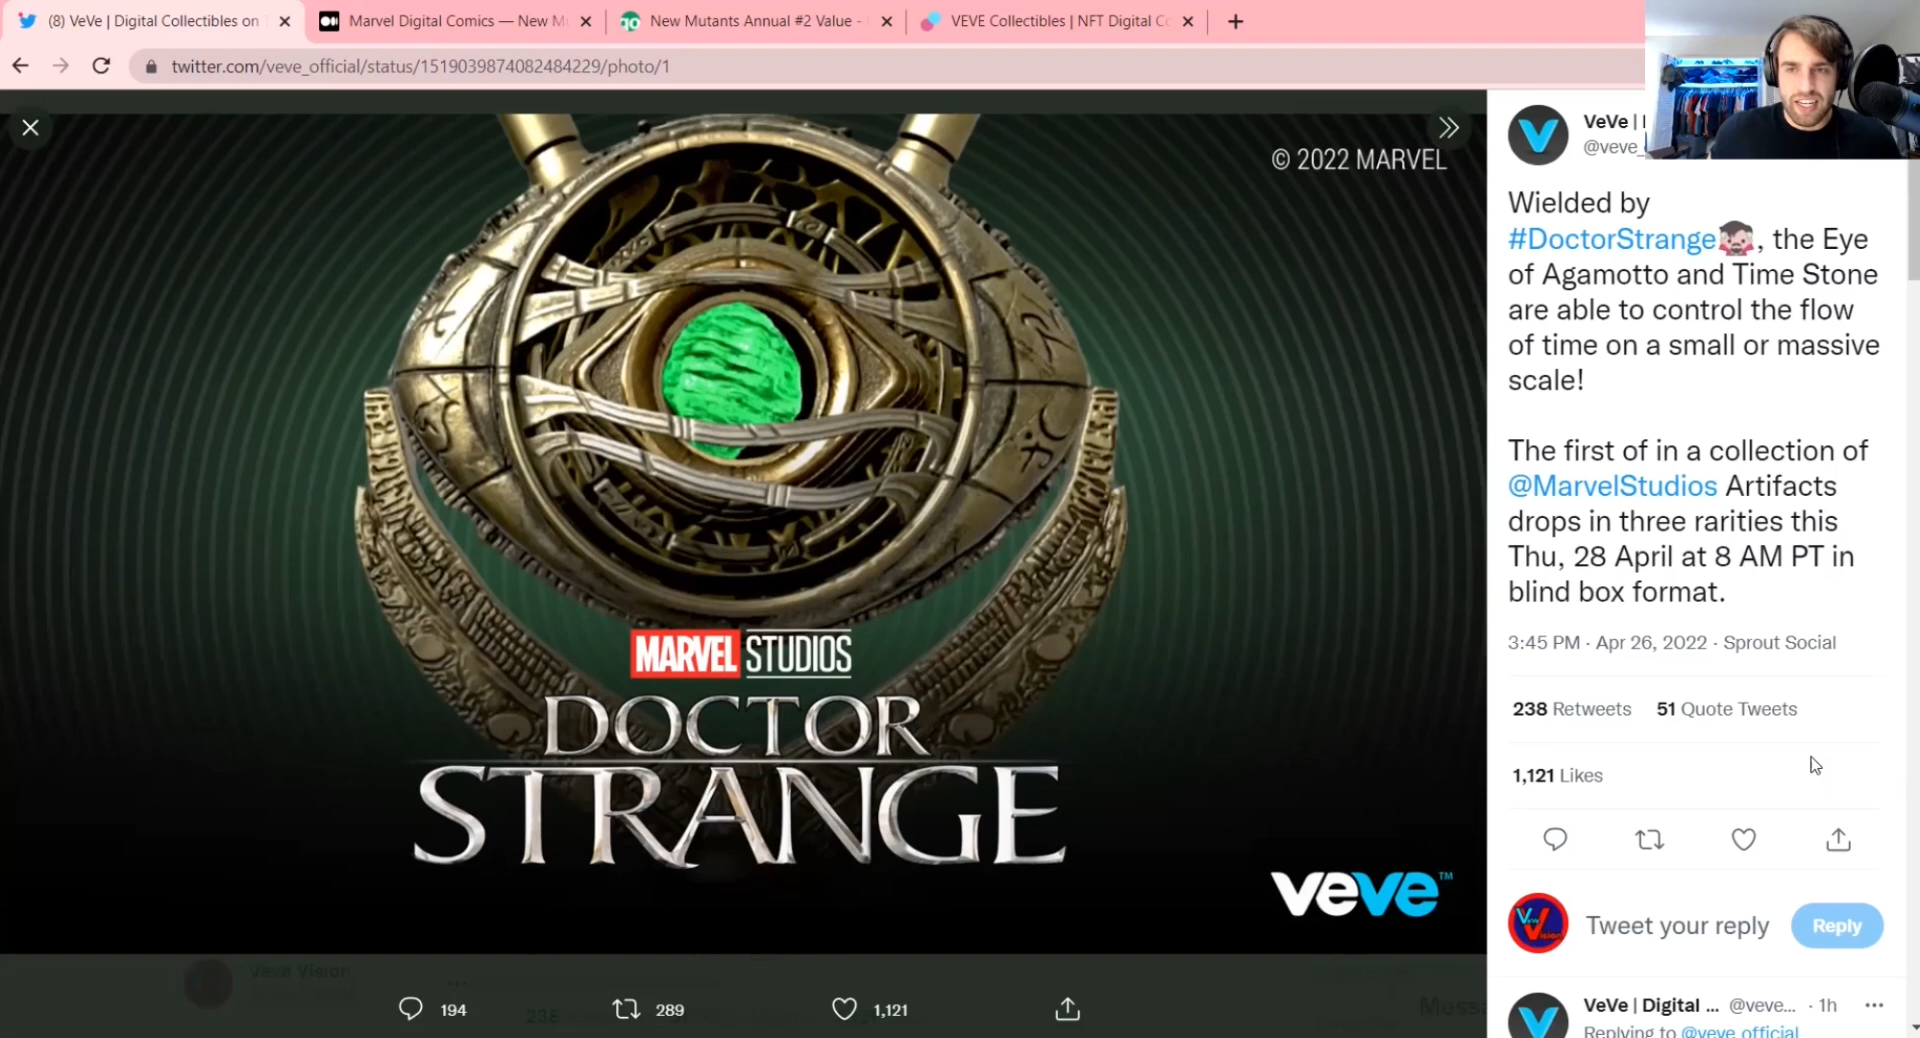 (8) VeVe | Digital Collectibles on
Marvel Digital Comics — New M
New Mutants Annual #2 Value -
VEVE Collectibles | NFT Digital Co
twitter.com/veve_official/status/1519039874082484229/photo/1
© 2022 MARVEL
MARVEL STUDIOS
DOCTOR
STRANGE
veve™
VeVe |
@veve_
Wielded by
#DoctorStrange, the Eye
of Agamotto and Time Stone
are able to control the flow
of time on a small or massive
scale!
The first of in a collection of
@MarvelStudios Artifacts
drops in three rarities this
Thu, 28 April at 8 AM PT in
blind box format.
3:45 PM · Apr 26, 2022 · Sprout Social
238 Retweets 51 Quote Tweets
1,121 Likes
Tweet your reply
Reply
VeVe | Digital ... @veve... · 1h
Replying to @veve_official
Veve Vision
194 289 1,121